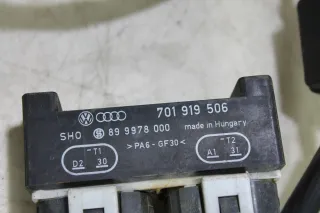 701 919 506
SHO 89 9978 000 made in Hungary
>PA6-GF30<
T1 T2
D2 30 A1 31